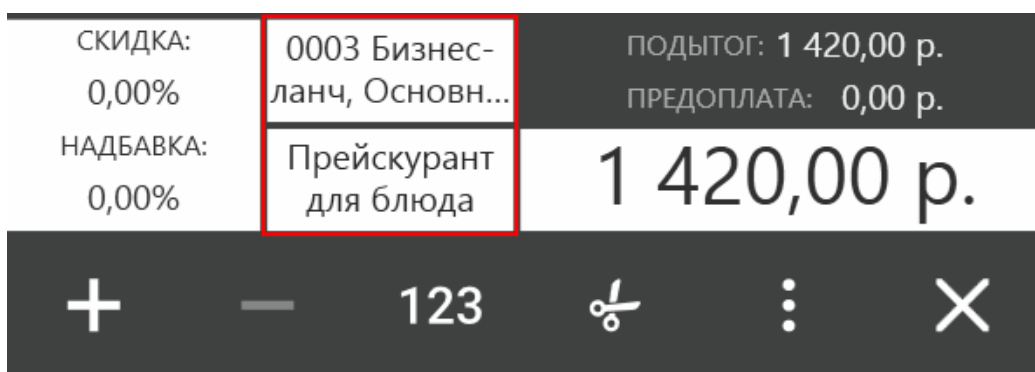 СКИДКА:
0,00%
НАДБАВКА:
0,00%
0003 Бизнес-
ланч, Основн...
Прейскурант
для блюда
ПОДЫТОГ: 1 420,00 р.
ПРЕДОПЛАТА: 0,00 р.
1 420,00 р.
123